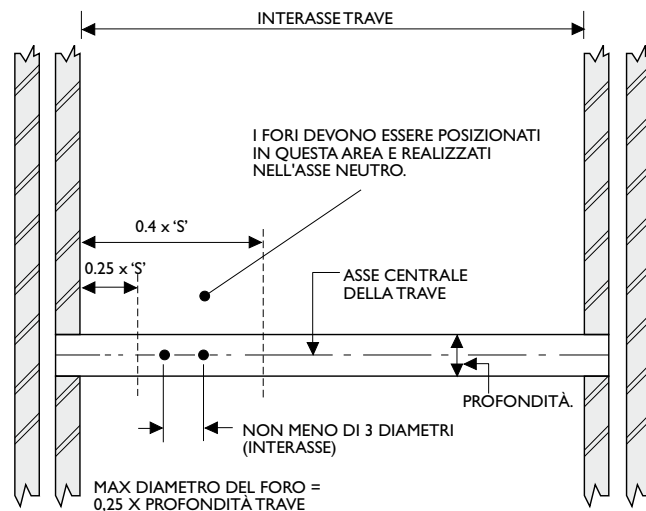 INTERASSE TRAVE
I FORI DEVONO ESSERE POSIZIONATI
IN QUESTA AREA E REALIZZATI
NELL'ASSE NEUTRO.
0.4 x 'S'
0.25 x 'S'
ASSE CENTRALE
DELLA TRAVE
PROFONDITÀ.
NON MENO DI 3 DIAMETRI
(INTERASSE)
MAX DIAMETRO DEL FORO =
0,25 X PROFONDITÀ TRAVE